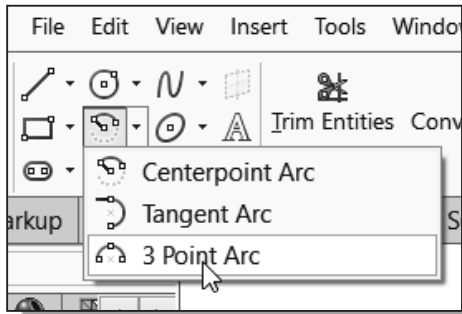 File Edit View Insert Tools Windo
A Trim Entities Conv
Centerpoint Arc
arkup Tangent Arc S
3 Point Arc